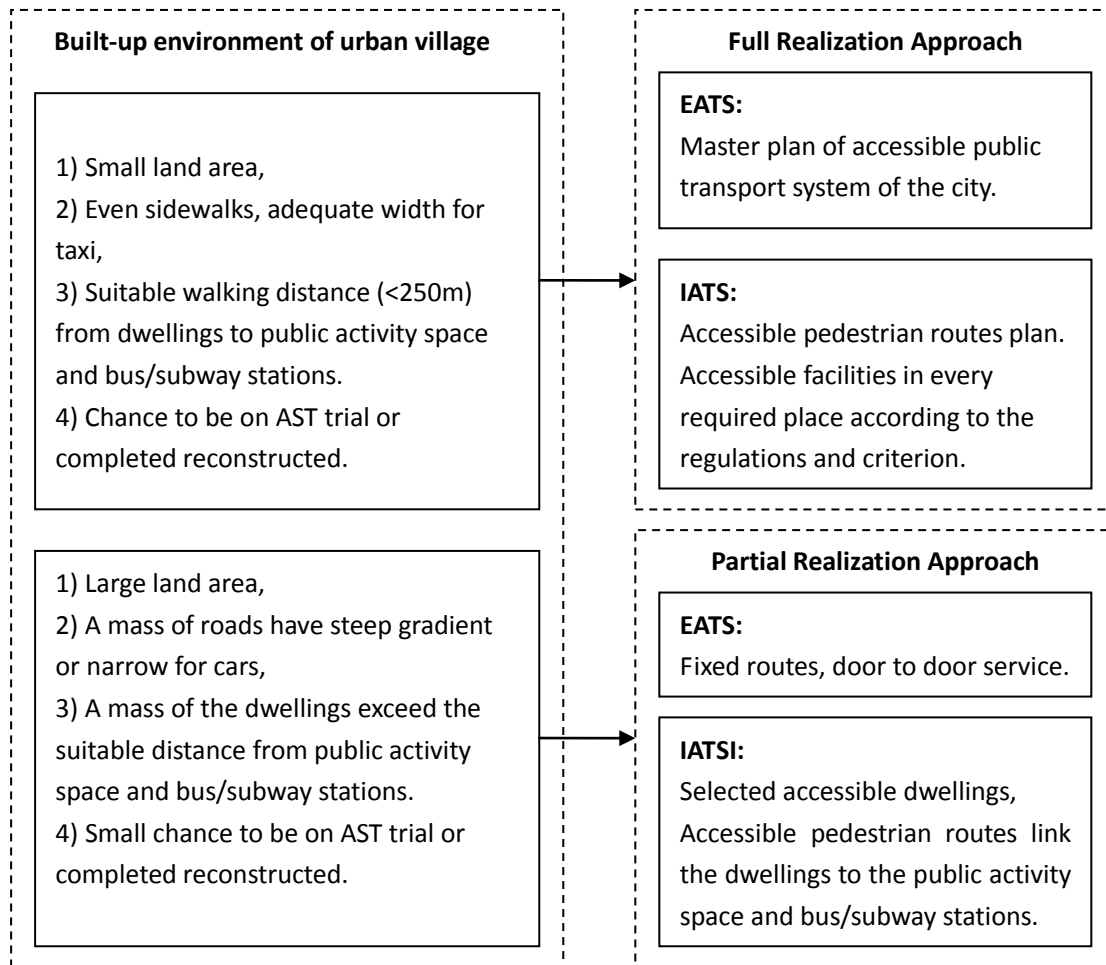 Built-up environment of urban village
1) Small land area,
2) Even sidewalks, adequate width for
taxi,
3) Suitable walking distance (<250m)
from dwellings to public activity space
and bus/subway stations.
4) Chance to be on AST trial or
completed reconstructed.
1) Large land area,
2) A mass of roads have steep gradient
or narrow for cars,
3) A mass of the dwellings exceed the
suitable distance from public activity
space and bus/subway stations.
4) Small chance to be on AST trial or
completed reconstructed.
Full Realization Approach
EATS:
Master plan of accessible public
transport system of the city.
IATS:
Accessible pedestrian routes plan.
Accessible facilities in every
required place according to the
regulations and criterion.
Partial Realization Approach
EATS:
Fixed routes, door to door service.
IATSI:
Selected accessible dwellings,
Accessible pedestrian routes link
the dwellings to the public activity
space and bus/subway stations.